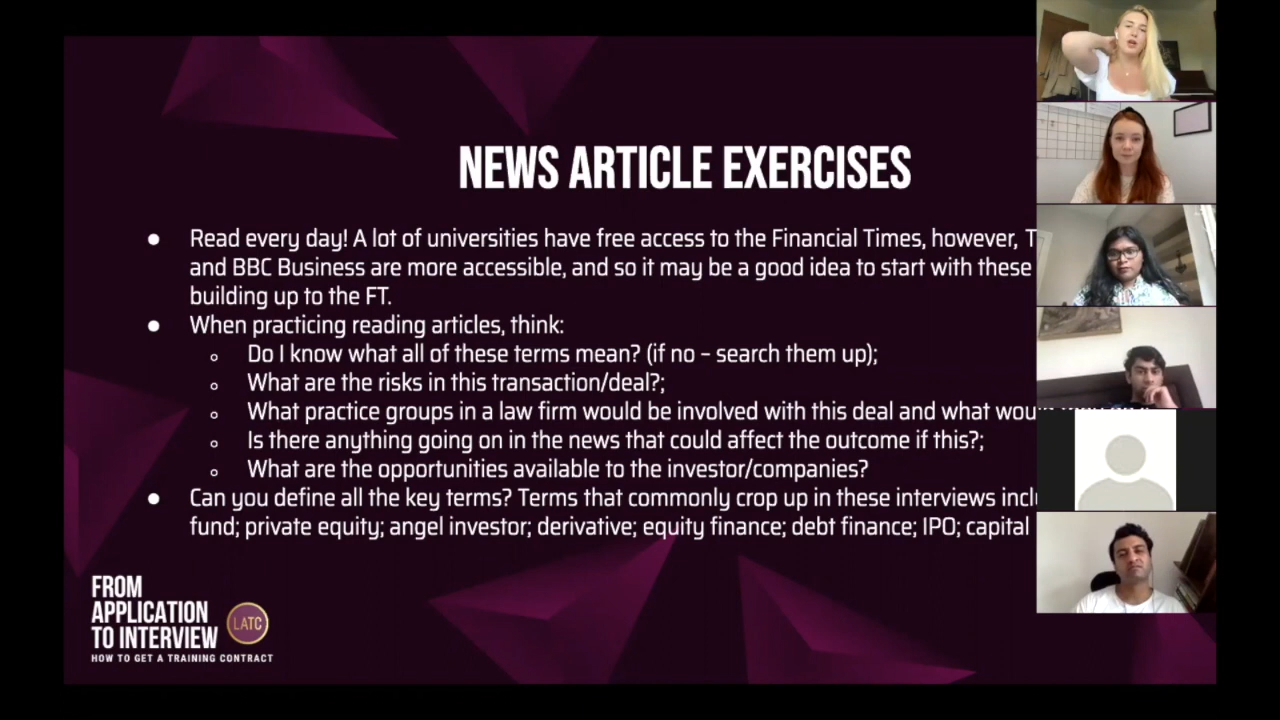 NEWS ARTICLE EXERCISES
● Read every day! A lot of universities have free access to the Financial Times, however, T
and BBC Business are more accessible, and so it may be a good idea to start with these
building up to the FT.
● When practicing reading articles, think:
○ Do I know what all of these terms mean? (if no – search them up);
○ What are the risks in this transaction/deal?;
○ What practice groups in a law firm would be involved with this deal and what
○ Is there anything going on in the news that could affect the outcome if this?;
○ What are the opportunities available to the investor/companies?
● Can you define all the key terms? Terms that commonly crop up in these interviews
fund; private equity; angel investor; derivative; equity finance; debt finance; IPO; capital
FROM
APPLICATION
TO INTERVIEW
LATC
HOW TO GET A TRAINING CONTRACT